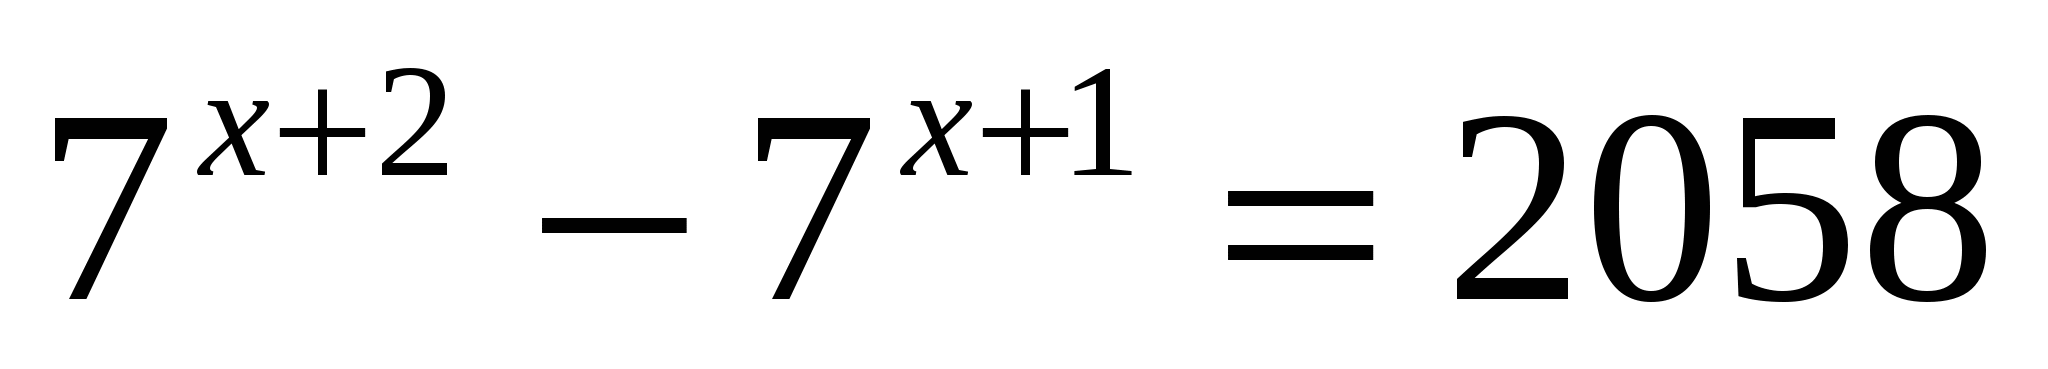 7^{x+2} − 7^{x+1} = 2058